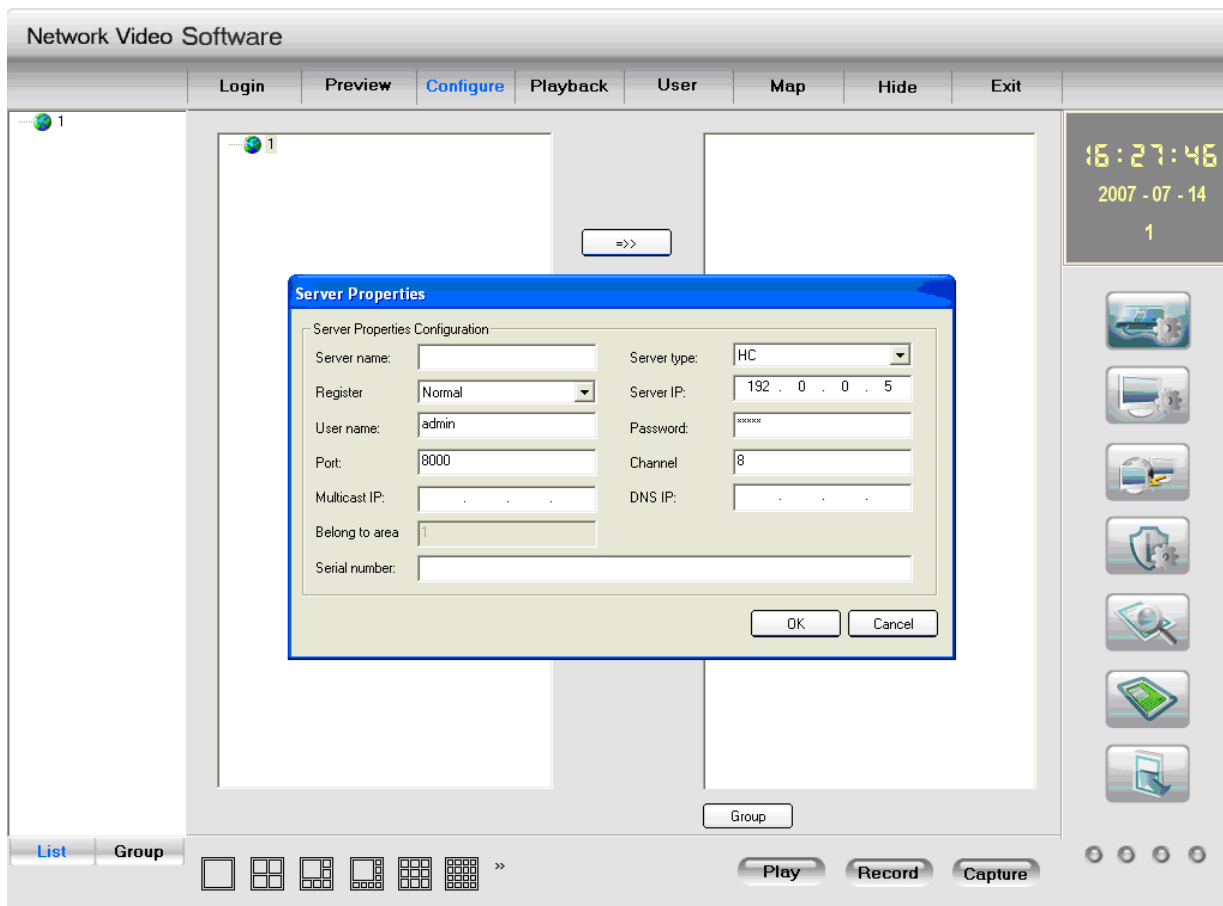 Network Video Software
Login Preview Configure Playback User Map Hide Exit
1
1
16:27:46
2007 - 07 - 14
1
=>>
Server Properties
Server Properties Configuration
Server name: Server type: HC
Register Normal Server IP: 192 . 0 . 0 . 5
User name: admin Password: xxxxx
Port: 8000 Channel 8
Multicast IP: . . . DNS IP: . . .
Belong to area 1
Serial number:
OK Cancel
Group
List Group
» Play Record Capture